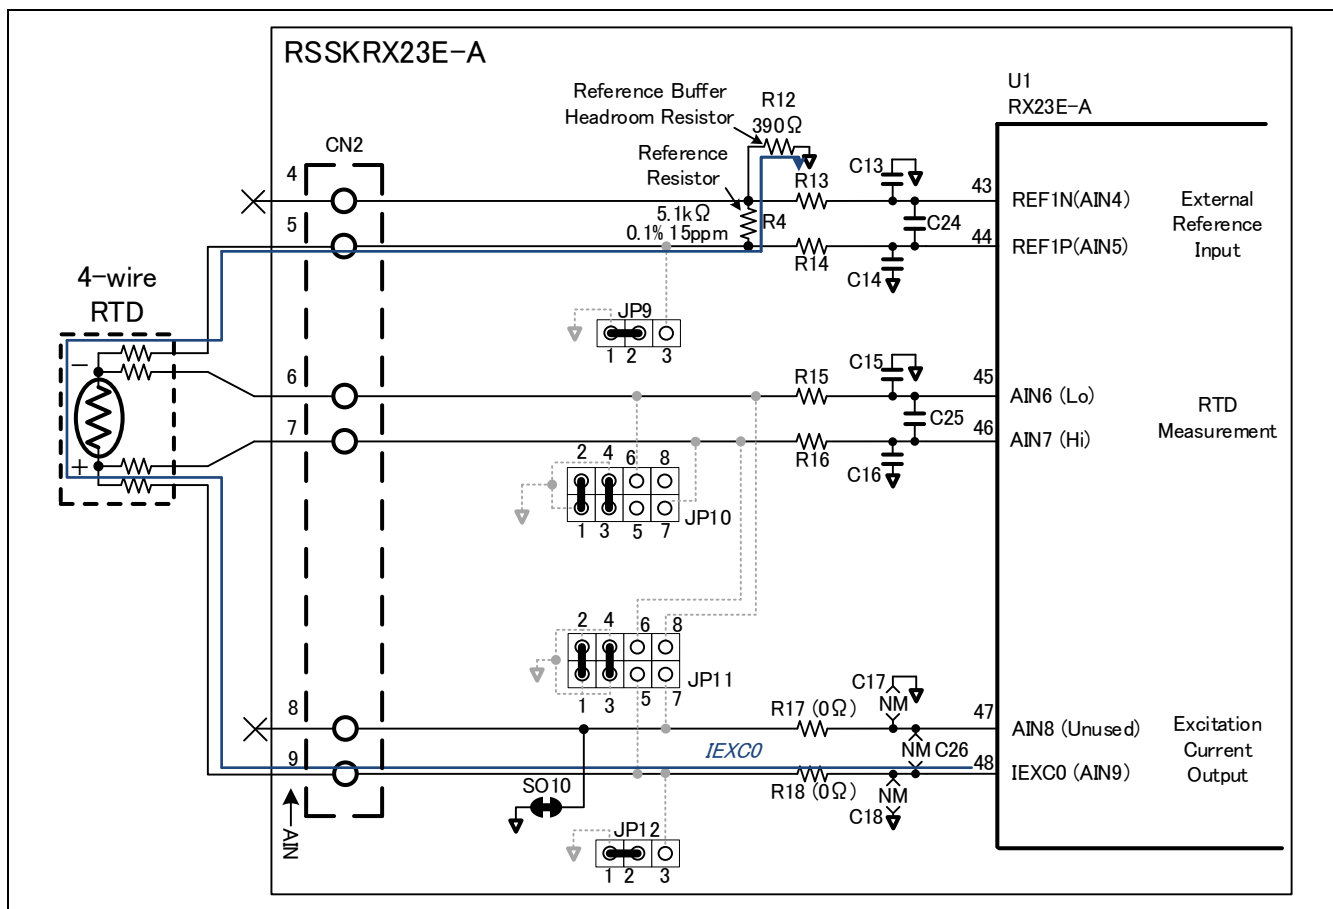 RSSKRX23E-A
U1
RX23E-A
Reference Buffer
Headroom Resistor
R12
390Ω
CN2
Reference
Resistor
C13
4
R13
43
REF1N(AIN4)
External
Reference
Input
5
5.1kΩ
0.1% 15ppm
R4
C24
44
REF1P(AIN5)
R14
C14
4-wire
RTD
JP9
1 2 3
−
6
R15
C15
45
AIN6 (Lo)
RTD
Measurement
7
C25
46
AIN7 (Hi)
R16
C16
+
2 4 6 8
JP10
1 3 5 7
2 4 6 8
JP11
1 3 5 7
8
R17 (0Ω)
C17
NM
47
AIN8 (Unused)
Excitation
Current
Output
IEXC0
NM C26
9
48
IEXC0 (AIN9)
SO10
R18 (0Ω)
NM
C18
AIN
JP12
1 2 3